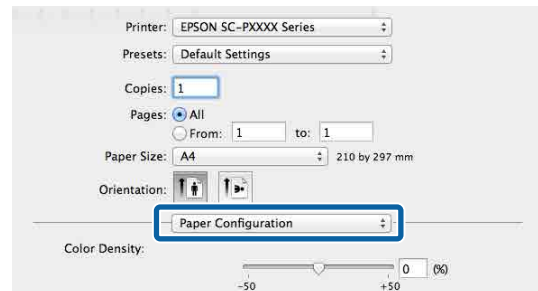 Printer: EPSON SC-PXXXX Series
Presets: Default Settings
Copies: 1
Pages: All
From: 1 to: 1
Paper Size: A4 210 by 297 mm
Orientation:
Paper Configuration
Color Density:
0 (%)
-50 +50